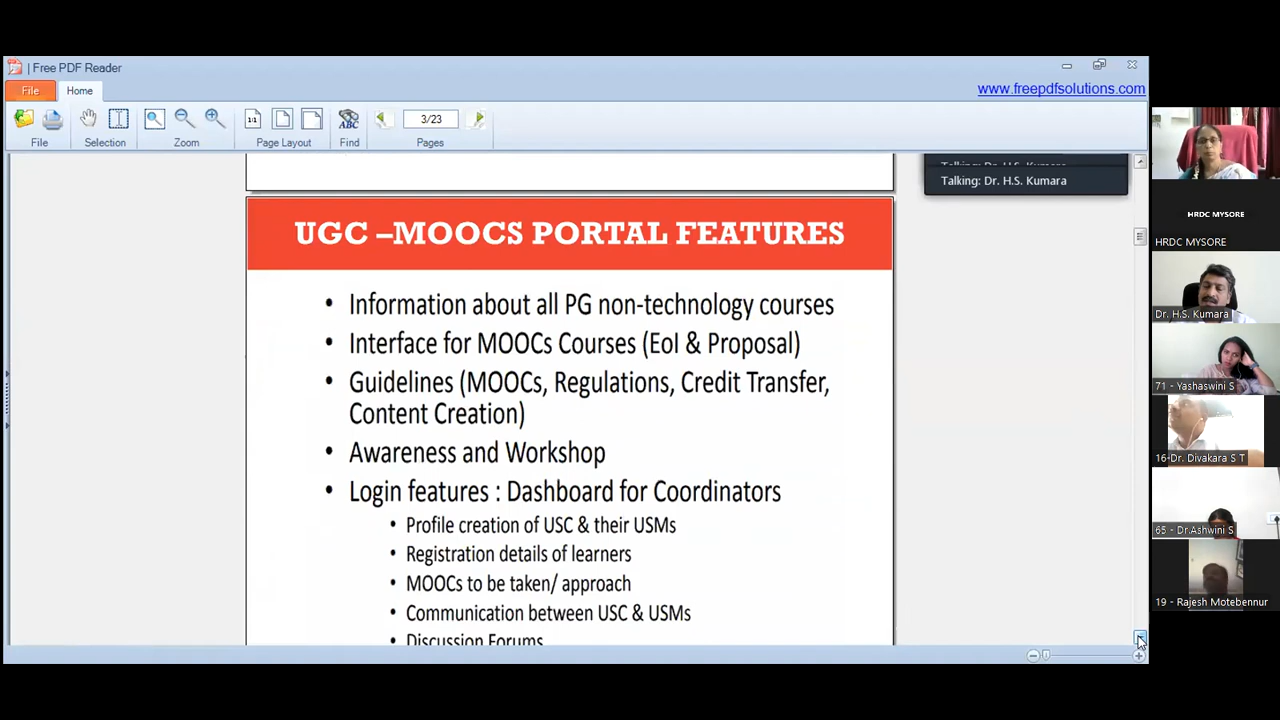 | Free PDF Reader
File
Home
www.freepdfsolutions.com
1:1
ABC
3/23
File
Selection
Zoom
Page Layout
Find
Pages
Talking: Dr. H.S. Kumara
Talking: Dr. H.S. Kumara
UGC –MOOCS PORTAL FEATURES
• Information about all PG non-technology courses
• Interface for MOOCs Courses (EoI & Proposal)
• Guidelines (MOOCs, Regulations, Credit Transfer,
Content Creation)
• Awareness and Workshop
• Login features : Dashboard for Coordinators
• Profile creation of USC & their USMs
• Registration details of learners
• MOOCs to be taken/ approach
• Communication between USC & USMs
• Discussion Forums
HRDC MYSORE
HRDC MYSORE
Dr. H.S. Kumara
71 - Yashaswini S
16-Dr. Divakara S T
65 - Dr.Ashwini S
19 - Rajesh Motebennur